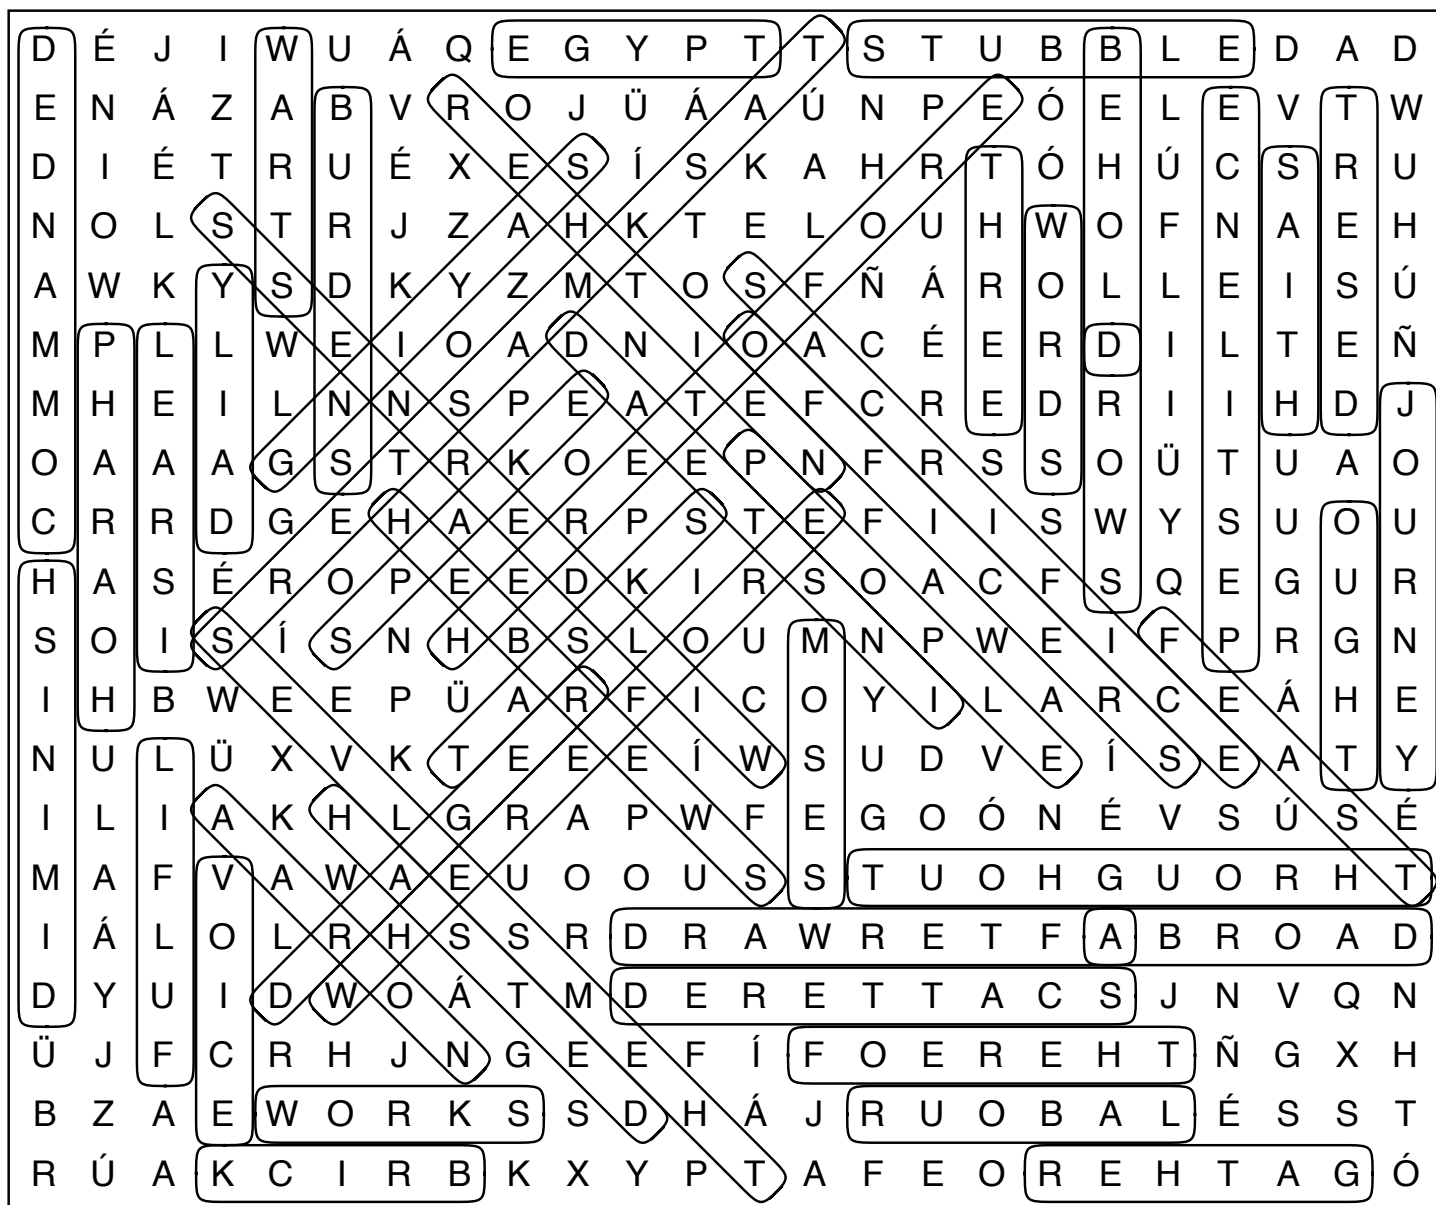 D É J I W U Á Q E G Y P T T S T U B B L E D A D
E N Á Z A B V R O J Ü Á A Ú N P E Ó E L E V T W
D I É T R U É X E S Í S K A H R T Ó H Ú C S R U
N O L S T R J Z A H K T E L O U H W O F N A E H
A W K Y S D K Y Z M T O S F Ñ Á R O L L E I S Ú
M P L L W E I O A D N I O A C É E R D I L T E Ñ
M H E I L N N S P E A T E F C R E D R I I H D J
O A A A G S T R K O E E P N F R S S O Ü T U A O
C R R D G E H A E R P S T E F I I S W Y S U O U
H A S É R O P E E D K I R S O A C F S Q E G U R
S O I S Í S N H B S L O U M N P W E I F P R G N
I H B W E E P Ü A R F I C O Y I L A R C E Á H E
N U L Ü X V K T E E E Í W S U D V E Í S E A T Y
I L I A K H L G R A P W F E G O Ó N É V S Ú S É
M A F V A W A E U O O U S S T U O H G U O R H T
I Á L O L R H S S R D R A W R E T F A B R O A D
D Y U I D W O Á T M D E R E T T A C S J N V Q N
Ü J F C R H J N G E E F Í F O E R E H T Ñ G X H
B Z A E W O R K S S D H Á J R U O B A L É S S T
R Ú A K C I R B K X Y P T A F E O R E H T A G Ó